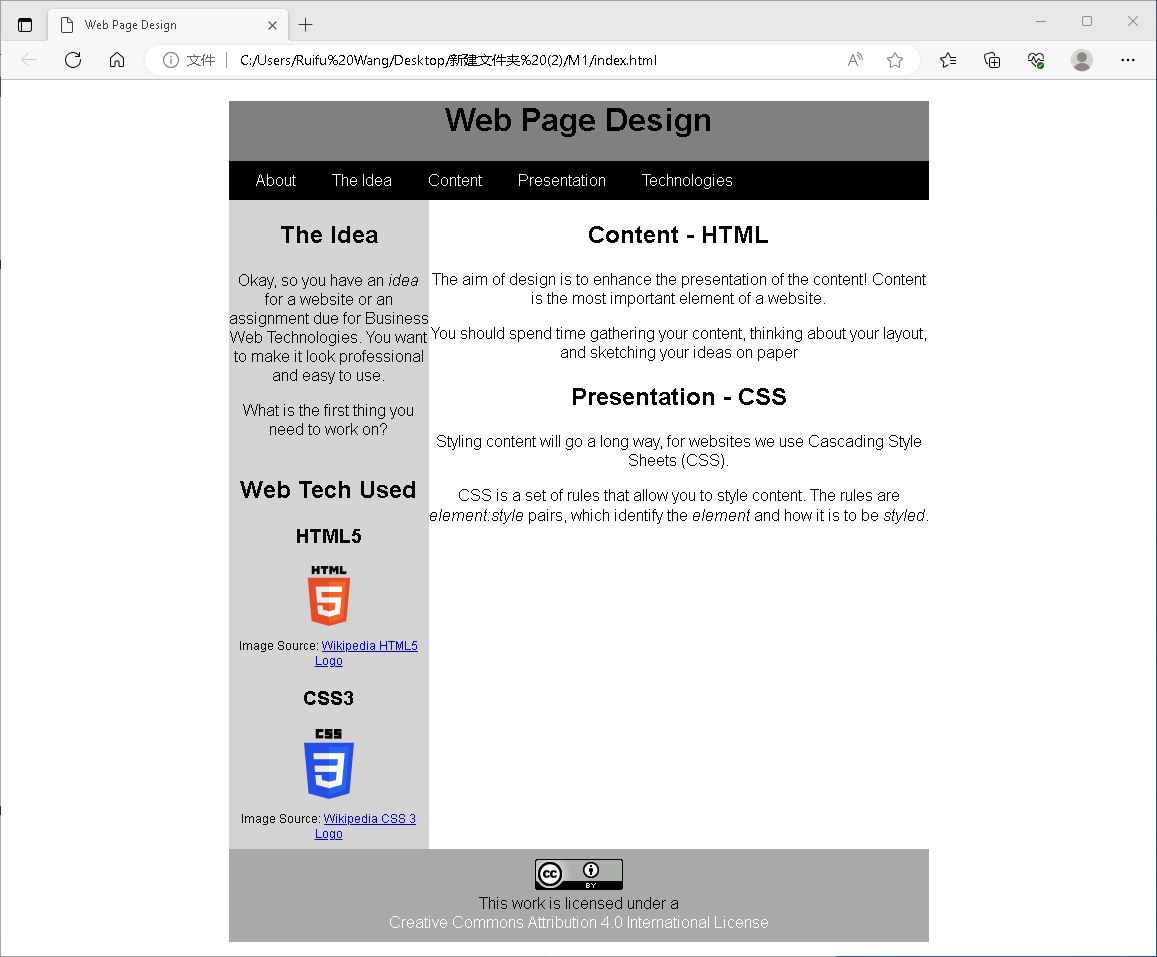 Web Page Design
文件
C:/Users/Ruifu%20Wang/Desktop/新建文件夹%20(2)/M1/index.html
A
Web Page Design
About The Idea Content Presentation Technologies
The Idea
Okay, so you have an idea
for a website or an
assignment due for Business
Web Technologies. You want
to make it look professional
and easy to use.
What is the first thing you
need to work on?
Web Tech Used
HTML5
HTML
5
Image Source: Wikipedia HTML5
Logo
CSS3
CSS
3
Image Source: Wikipedia CSS 3
Logo
Content - HTML
The aim of design is to enhance the presentation of the content! Content
is the most important element of a website.
You should spend time gathering your content, thinking about your layout,
and sketching your ideas on paper
Presentation - CSS
Styling content will go a long way, for websites we use Cascading Style
Sheets (CSS).
CSS is a set of rules that allow you to style content. The rules are
element:style pairs, which identify the element and how it is to be styled.
cc
BY
This work is licensed under a
Creative Commons Attribution 4.0 International License